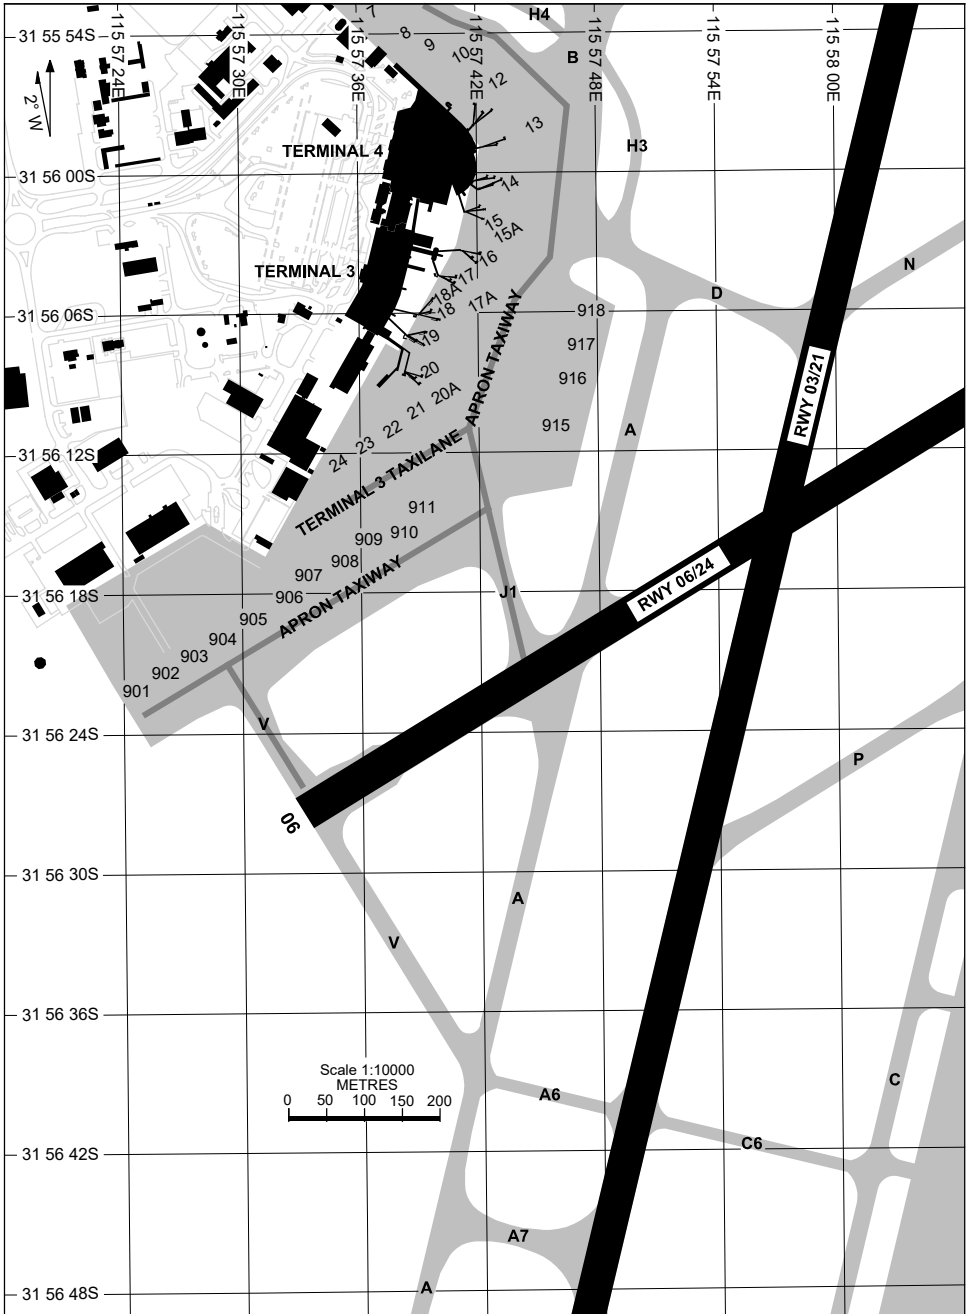 7
H4
31 55 54S
8
9
10
B
115 57 24E
115 57 30E
115 57 36E
115 57 42E
115 57 48E
115 57 54E
115 58 00E
12
2° W
13
TERMINAL 4
H3
31 56 00S
14
15
15A
16
N
TERMINAL 3
17
18A
17A
D
18
918
31 56 06S
19
917
20
916
20A
APRON TAXIWAY
RWY 03/21
21
22
915
A
23
31 56 12S
24
TERMINAL 3 TAXILANE
911
910
909
908
907
APRON TAXIWAY
RWY 06/24
31 56 18S
906
J1
905
904
903
902
901
V
31 56 24S
P
06
31 56 30S
A
V
31 56 36S
Scale 1:10000
METRES
0 50 100 150 200
C
A6
C6
31 56 42S
A7
A
31 56 48S